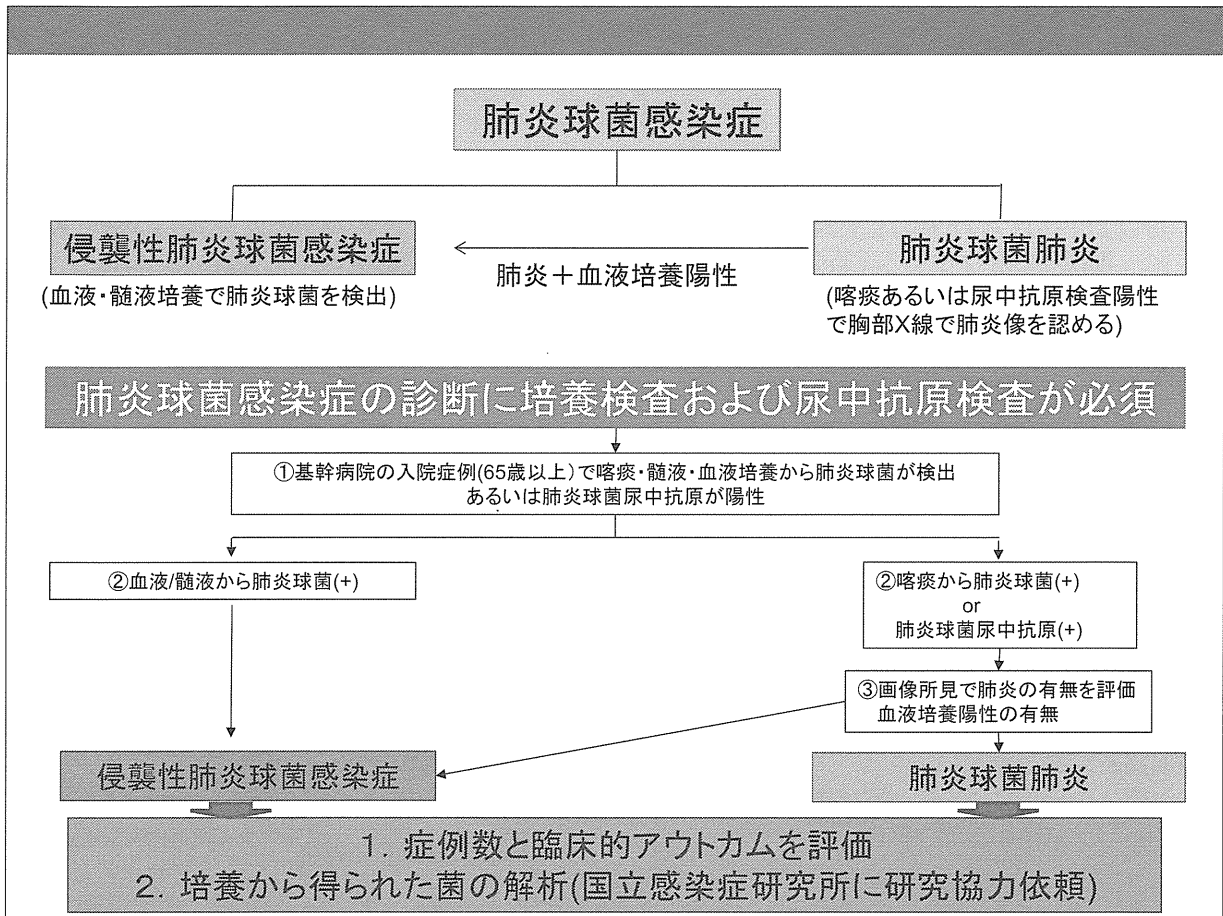 肺炎球菌感染症
侵襲性肺炎球菌感染症
(血液・髄液培養で肺炎球菌を検出)
肺炎＋血液培養陽性
肺炎球菌肺炎
(喀痰あるいは尿中抗原検査陽性
で胸部X線で肺炎像を認める)
肺炎球菌感染症の診断に培養検査および尿中抗原検査が必須
①基幹病院の入院症例(65歳以上)で喀痰・髄液・血液培養から肺炎球菌が検出
あるいは肺炎球菌尿中抗原が陽性
②血液/髄液から肺炎球菌(+)
②喀痰から肺炎球菌(+)
or
肺炎球菌尿中抗原(+)
③画像所見で肺炎の有無を評価
血液培養陽性の有無
侵襲性肺炎球菌感染症
肺炎球菌肺炎
1. 症例数と臨床的アウトカムを評価
2. 培養から得られた菌の解析(国立感染症研究所に研究協力依頼)